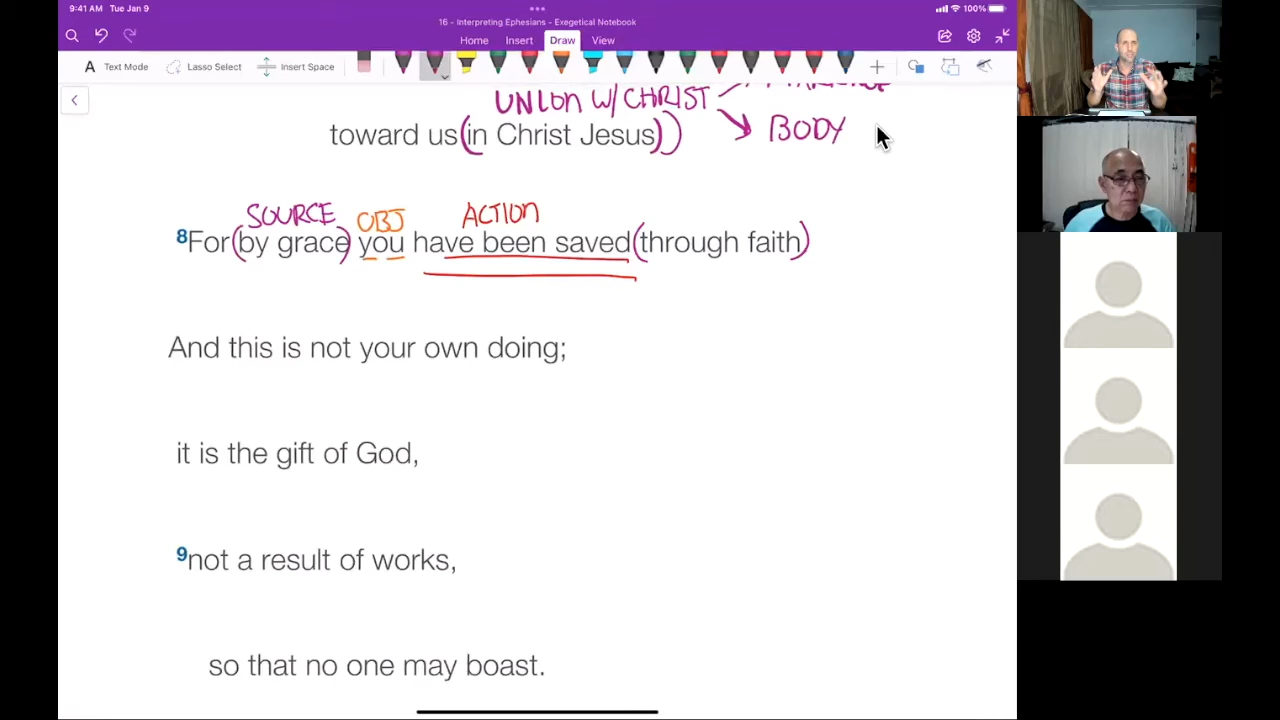 9:41 AM Tue Jan 9
100%
16 - Interpreting Ephesians - Exegetical Notebook
Home Insert Draw View
A Text Mode Lasso Select Insert Space
UNION W/ CHRIST
toward us (in Christ Jesus)) BODY
SOURCE OBJ ACTION
8For (by grace) you have been saved (through faith)
And this is not your own doing;
it is the gift of God,
9not a result of works,
so that no one may boast.